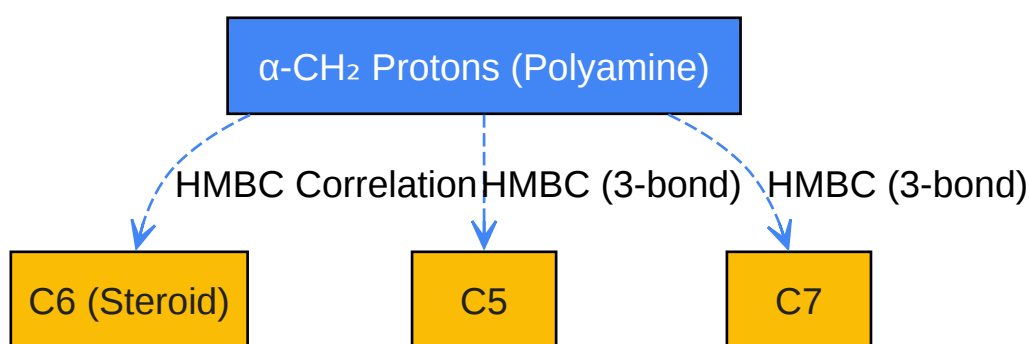 α-CH₂ Protons (Polyamine)
HMBC Correlation HMBC (3-bond) HMBC (3-bond)
C6 (Steroid) C5 C7